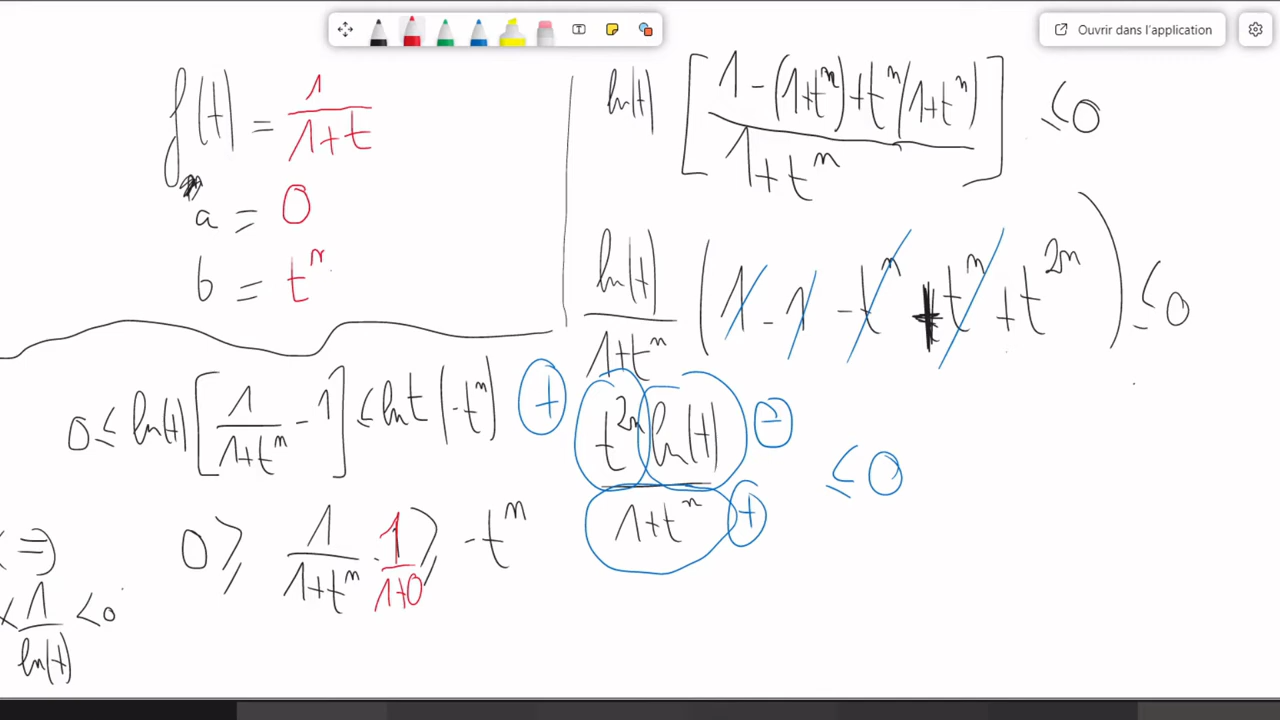 Ouvrir dans l'application
f(t) = 1/(1+t)
a = 0
b = t^n
0 ≤ ln(t) [1/(1+t^n) - 1] ≤ ln t (-t^n)
⇒ 0 ≥ 1/(1+t^n) - 1/(1+0) ≥ -t^n
< 1/ln(t) < 0
ln(t) [(1 - (1+t^n) + t^n(1+t^n))/(1+t^n)] ≤ 0
ln(t)/(1+t^n) (1 - 1 - t^n + t^n + t^2n) ≤ 0
+ t^2n ln(t) -
≤ 0
1+t^n +